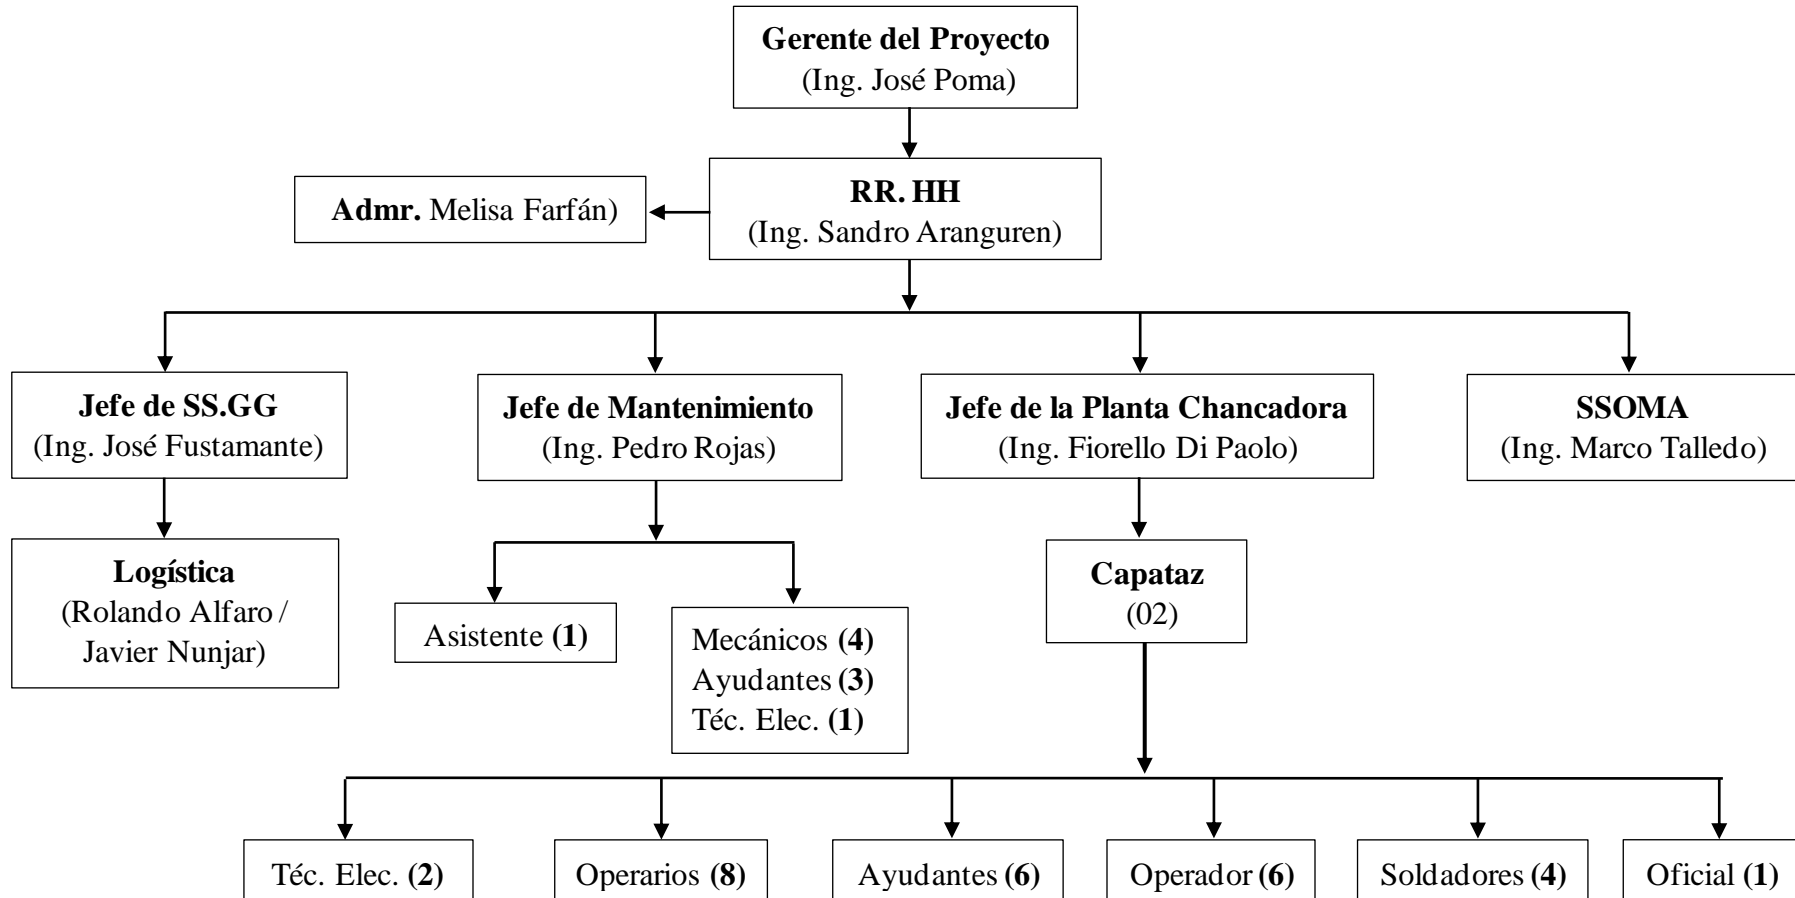 Gerente del Proyecto
(Ing. José Poma)
RR. HH
(Ing. Sandro Aranguren)
Admr. Melisa Farfán)
Jefe de SS.GG
(Ing. José Fustamante)
Jefe de Mantenimiento
(Ing. Pedro Rojas)
Jefe de la Planta Chancadora
(Ing. Fiorello Di Paolo)
SSOMA
(Ing. Marco Talledo)
Logística
(Rolando Alfaro /
Javier Nunjar)
Asistente (1)
Mecánicos (4)
Ayudantes (3)
Téc. Elec. (1)
Capataz
(02)
Téc. Elec. (2)
Operarios (8)
Ayudantes (6)
Operador (6)
Soldadores (4)
Oficial (1)